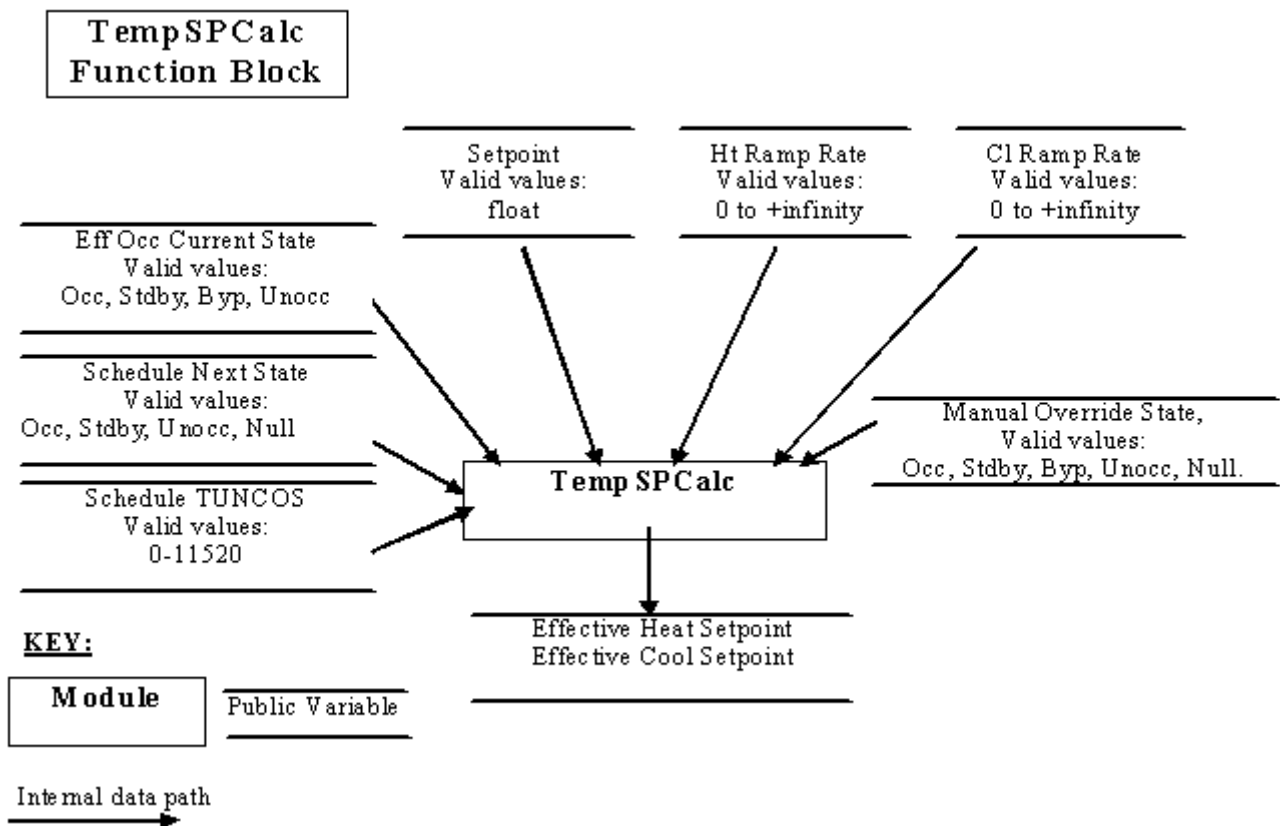 TempSPCalc
Function Block
Setpoint
Valid values:
float
Ht Ramp Rate
Valid values:
0 to +infinity
Cl Ramp Rate
Valid values:
0 to +infinity
Eff Occ Current State
Valid values:
Occ, Stdby, Byp, Unocc
Schedule Next State
Valid values:
Occ, Stdby, Unocc, Null
Schedule TUNCOS
Valid values:
0-11520
Manual Override State,
Valid values:
Occ, Stdby, Byp, Unocc, Null.
TempSPCalc
Effective Heat Setpoint
Effective Cool Setpoint
KEY:
Module
Public Variable
Internal data path